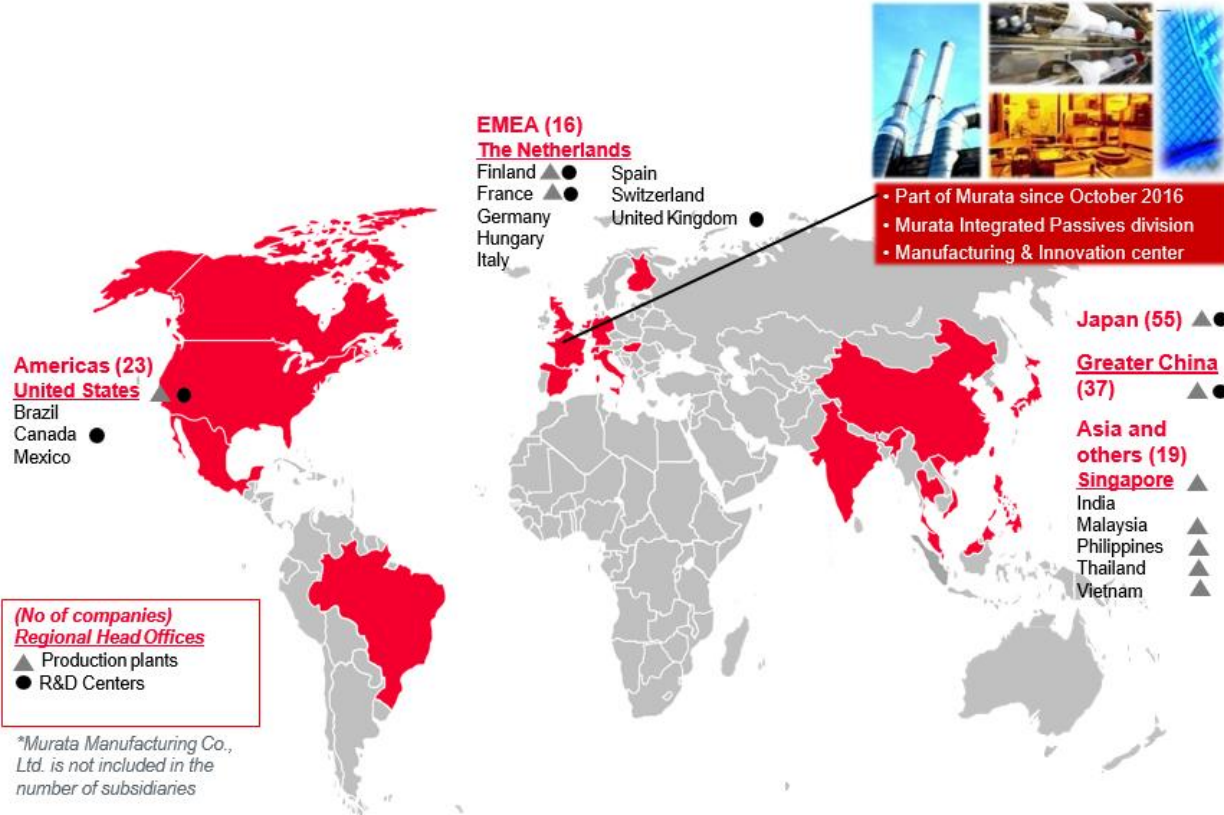 EMEA (16)
The Netherlands
Finland
France
Germany
Hungary
Italy
Spain
Switzerland
United Kingdom
• Part of Murata since October 2016
• Murata Integrated Passives division
• Manufacturing & Innovation center
Americas (23)
United States
Brazil
Canada
Mexico
Japan (55)
Greater China
(37)
Asia and
others (19)
Singapore
India
Malaysia
Philippines
Thailand
Vietnam
(No of companies)
Regional Head Offices
Production plants
R&D Centers
*Murata Manufacturing Co.,
Ltd. is not included in the
number of subsidiaries